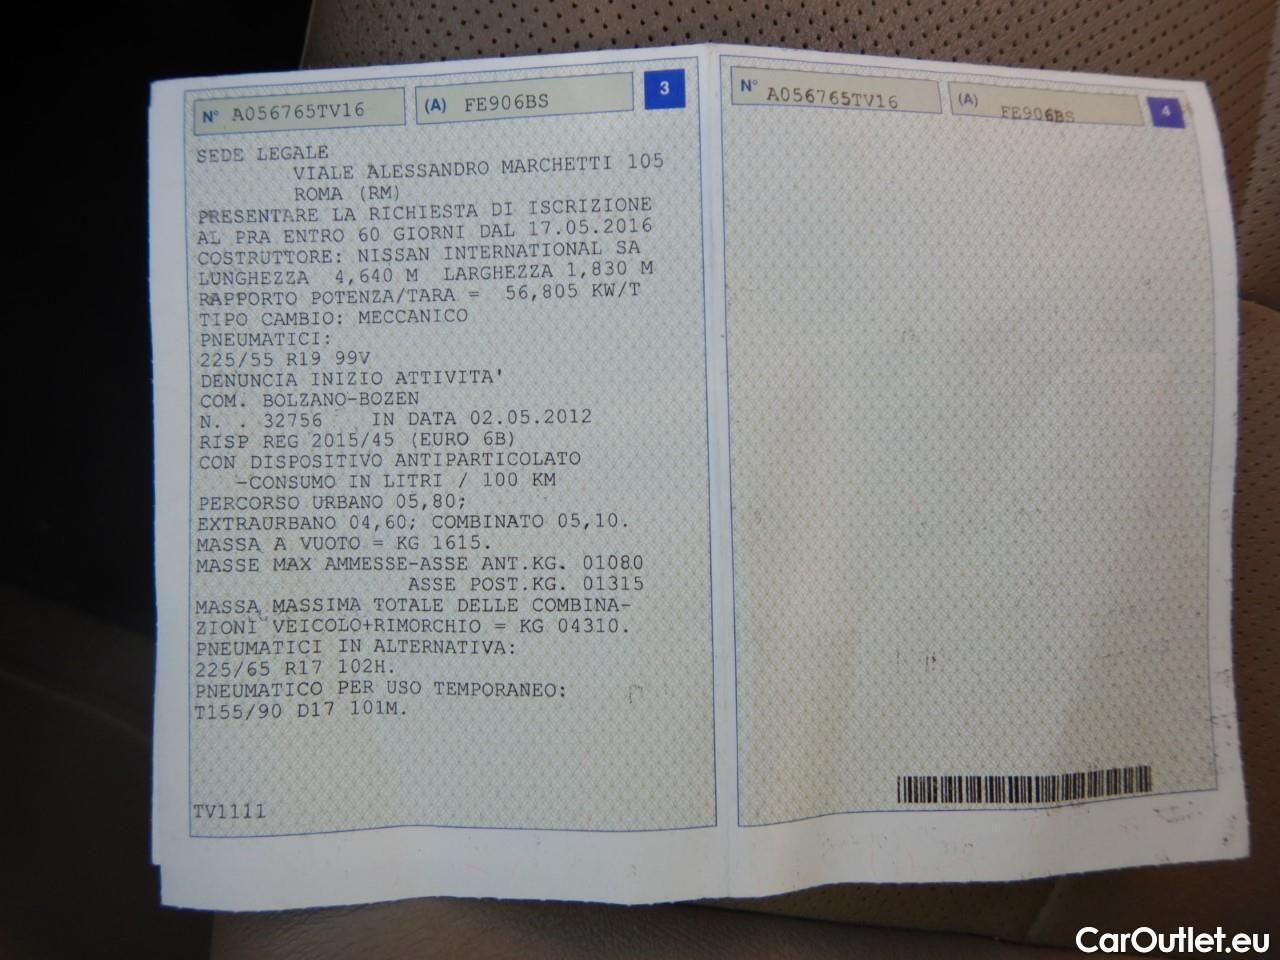 N° A056765TV16
(A) FE906BS
3
SEDE LEGALE
VIALE ALESSANDRO MARCHETTI 105
ROMA (RM)
PRESENTARE LA RICHIESTA DI ISCRIZIONE
AL PRA ENTRO 60 GIORNI DAL 17.05.2016
COSTRUTTORE: NISSAN INTERNATIONAL SA
LUNGHEZZA 4,640 M LARGHEZZA 1,830 M
RAPPORTO POTENZA/TARA = 56,805 KW/T
TIPO CAMBIO: MECCANICO
PNEUMATICI:
225/55 R19 99V
DENUNCIA INIZIO ATTIVITA'
COM. BOLZANO-BOZEN
N. . 32756 IN DATA 02.05.2012
RISP REG 2015/45 (EURO 6B)
CON DISPOSITIVO ANTIPARTICOLATO
-CONSUMO IN LITRI / 100 KM
PERCORSO URBANO 05,80;
EXTRAURBANO 04,60; COMBINATO 05,10.
MASSA A VUOTO = KG 1615.
MASSE MAX AMMESSE-ASSE ANT.KG. 01080
ASSE POST.KG. 01315
MASSA MASSIMA TOTALE DELLE COMBINA-
ZIONI VEICOLO+RIMORCHIO = KG 04310.
PNEUMATICI IN ALTERNATIVA:
225/65 R17 102H.
PNEUMATICO PER USO TEMPORANEO:
T155/90 D17 101M.
TV1111
N° A056765TV16
(A) FE906BS
4
CarOutlet.eu